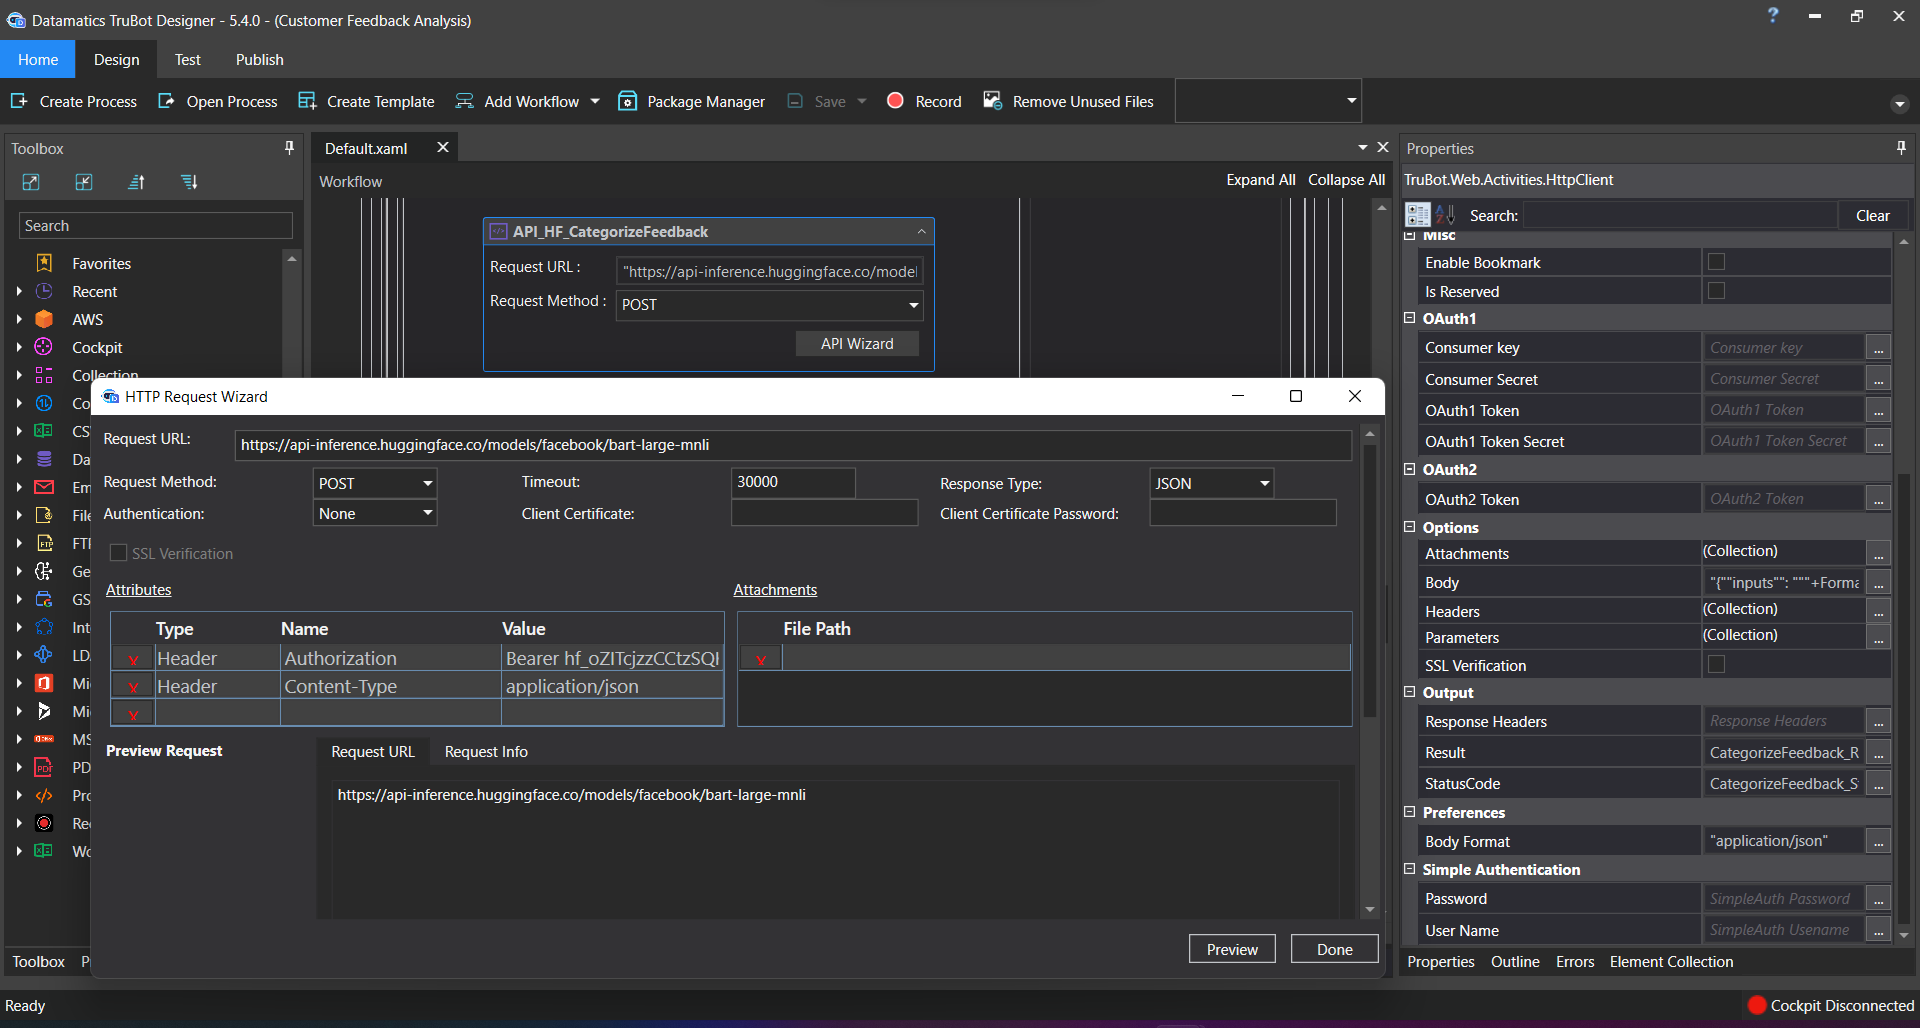 Datamatics TruBot Designer - 5.4.0 - (Customer Feedback Analysis)
?
Home Design Test Publish
Create Process Open Process Create Template Add Workflow Package Manager Save Record Remove Unused Files
Toolbox
Search
Favorites
Recent
AWS
Cockpit
Collection
Co
CS
Da
Em
File
FT
Ge
GS
Int
LD
Mi
Mi
MS
PD
Pro
Re
Wo
Toolbox P
Default.xaml
Workflow Expand All Collapse All
API_HF_CategorizeFeedback
Request URL : "https://api-inference.huggingface.co/model
Request Method : POST
API Wizard
HTTP Request Wizard
Request URL: https://api-inference.huggingface.co/models/facebook/bart-large-mnli
Request Method: POST Timeout: 30000 Response Type: JSON
Authentication: None Client Certificate: Client Certificate Password:
SSL Verification
Attributes Attachments
Type Name Value File Path
x Header Authorization Bearer x
x Header Content-Type application/json
x
Preview Request Request URL Request Info
https://api-inference.huggingface.co/models/facebook/bart-large-mnli
Preview Done
Properties
TruBot.Web.Activities.HttpClient
Search: Clear
Misc
Enable Bookmark
Is Reserved
OAuth1
Consumer key Consumer key ...
Consumer Secret Consumer Secret ...
OAuth1 Token OAuth1 Token ...
OAuth1 Token Secret OAuth1 Token Secret ...
OAuth2
OAuth2 Token OAuth2 Token ...
Options
Attachments (Collection) ...
Body "{""inputs"": """+Forma ...
Headers (Collection) ...
Parameters (Collection) ...
SSL Verification
Output
Response Headers Response Headers ...
Result CategorizeFeedback_R ...
StatusCode CategorizeFeedback_S ...
Preferences
Body Format "application/json" ...
Simple Authentication
Password SimpleAuth Password ...
User Name SimpleAuth Usename ...
Properties Outline Errors Element Collection
Ready Cockpit Disconnected